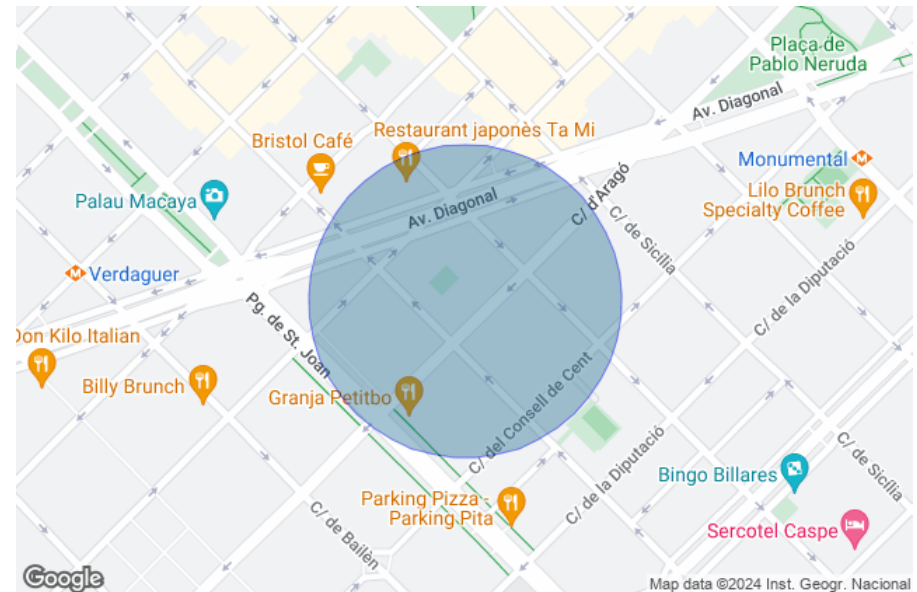 Plaça de
Pablo Neruda
Av. Diagonal
Restaurant japonès Ta Mi
Bristol Café
Monumental
Lilo Brunch
Specialty Coffee
Palau Macaya
Av. Diagonal
C/ d'Aragó
C/ de Sicília
Verdaguer
C/ de la Diputació
Pg. de St. Joan
Don Kilo Italian
Billy Brunch
Granja Petitbo
C/ del Consell de Cent
C/ de la Diputació
C/ de Sicília
Bingo Billares
Parking Pizza -
Parking Pita
C/ de Bailèn
Sercotel Caspe
Google
Map data ©2024 Inst. Geogr. Nacional